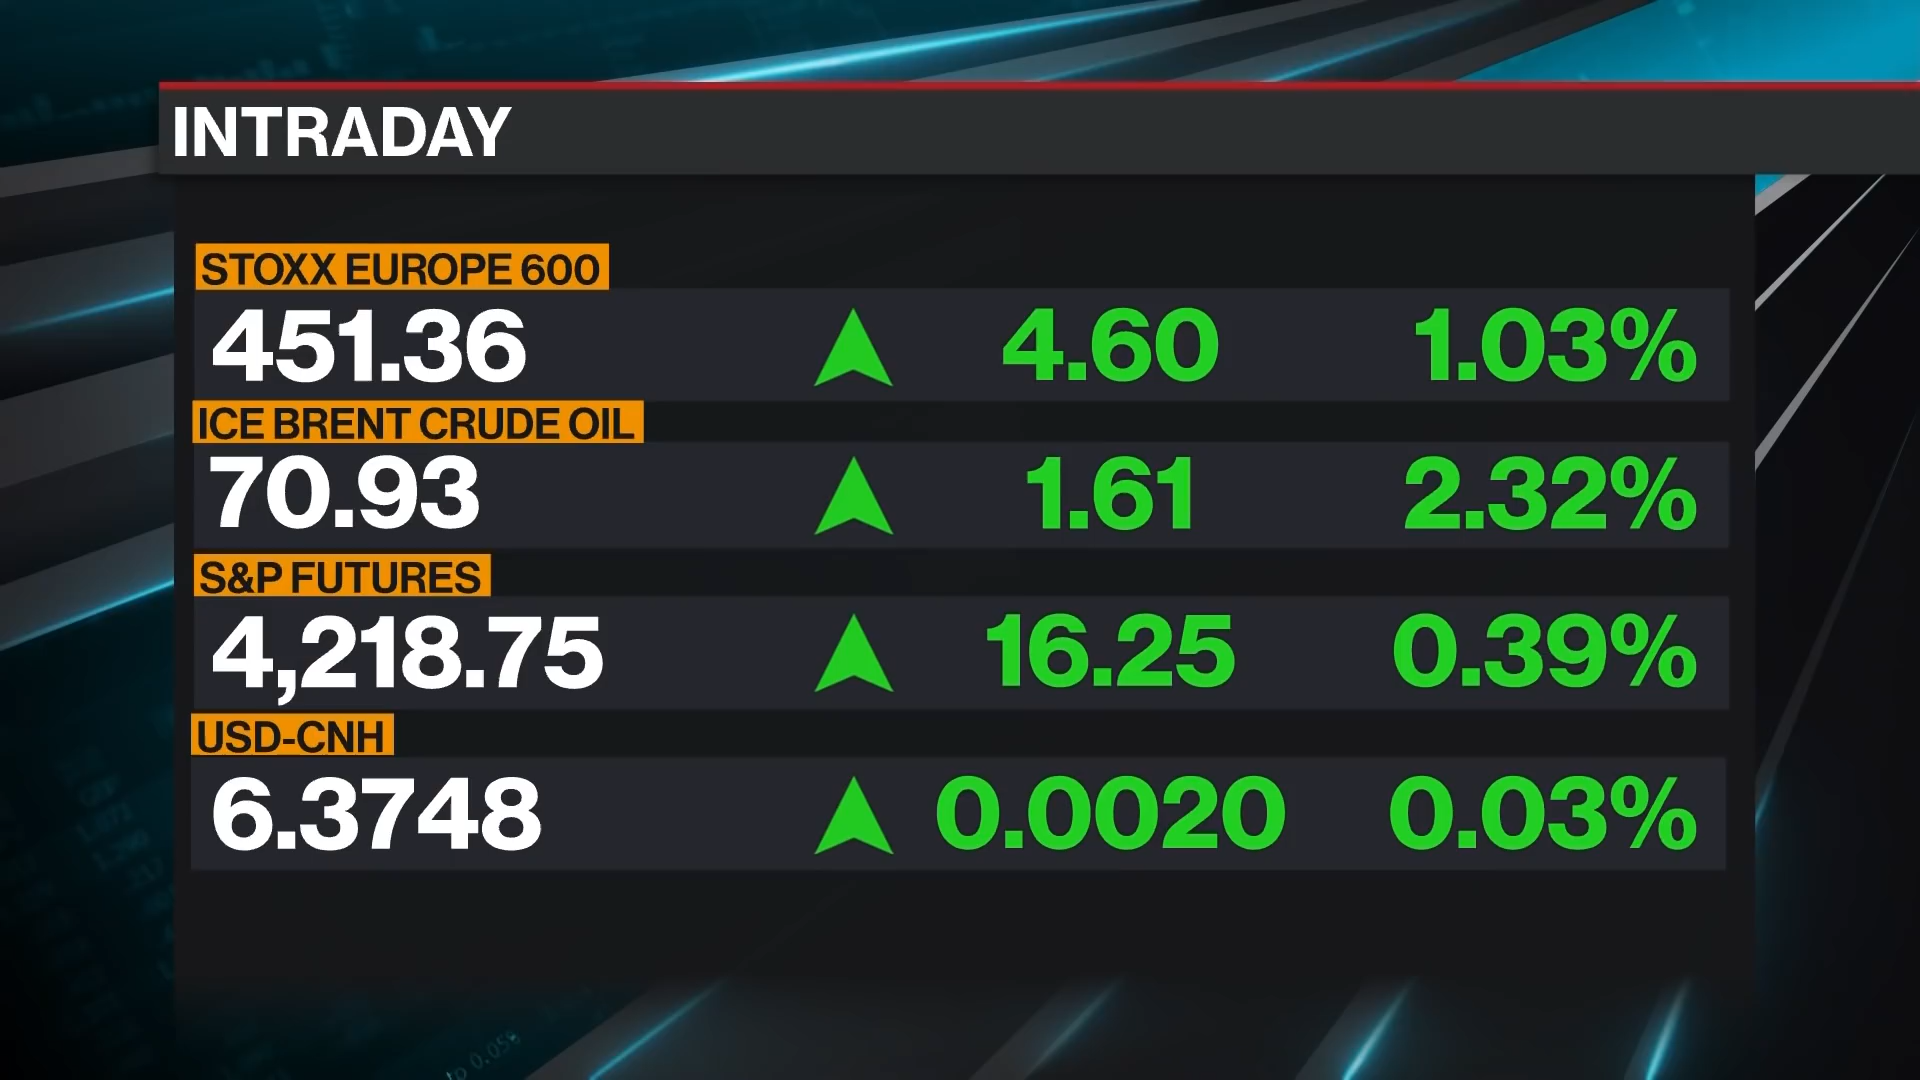 INTRADAY
STOXX EUROPE 600
451.36 ▲ 4.60 1.03%
ICE BRENT CRUDE OIL
70.93 ▲ 1.61 2.32%
S&P FUTURES
4,218.75 ▲ 16.25 0.39%
USD-CNH
6.3748 ▲ 0.0020 0.03%